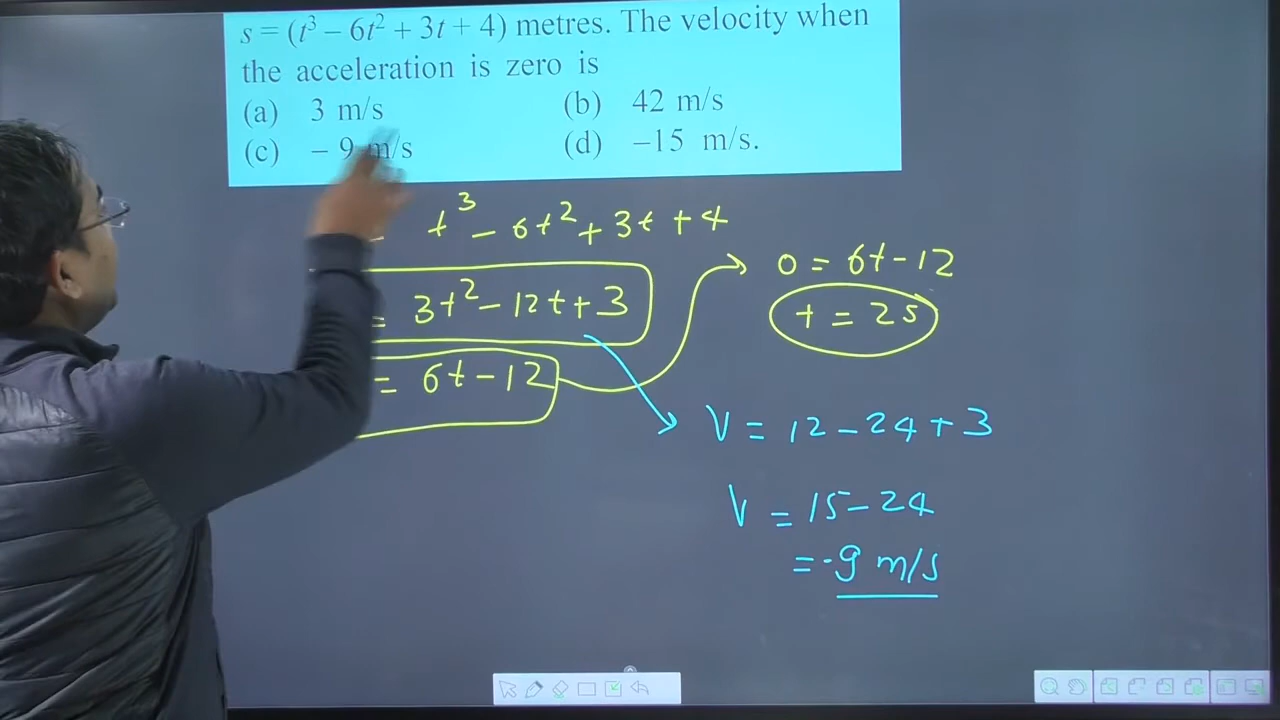 s = (t³ – 6t² + 3t + 4) metres. The velocity when
the acceleration is zero is
(a) 3 m/s (b) 42 m/s
(c) – 9 m/s (d) –15 m/s.
= t³ - 6t² + 3t + 4
= 3t² - 12t + 3
= 6t - 12
0 = 6t - 12
t = 2s
V = 12 - 24 + 3
V = 15 - 24
= -9 m/s